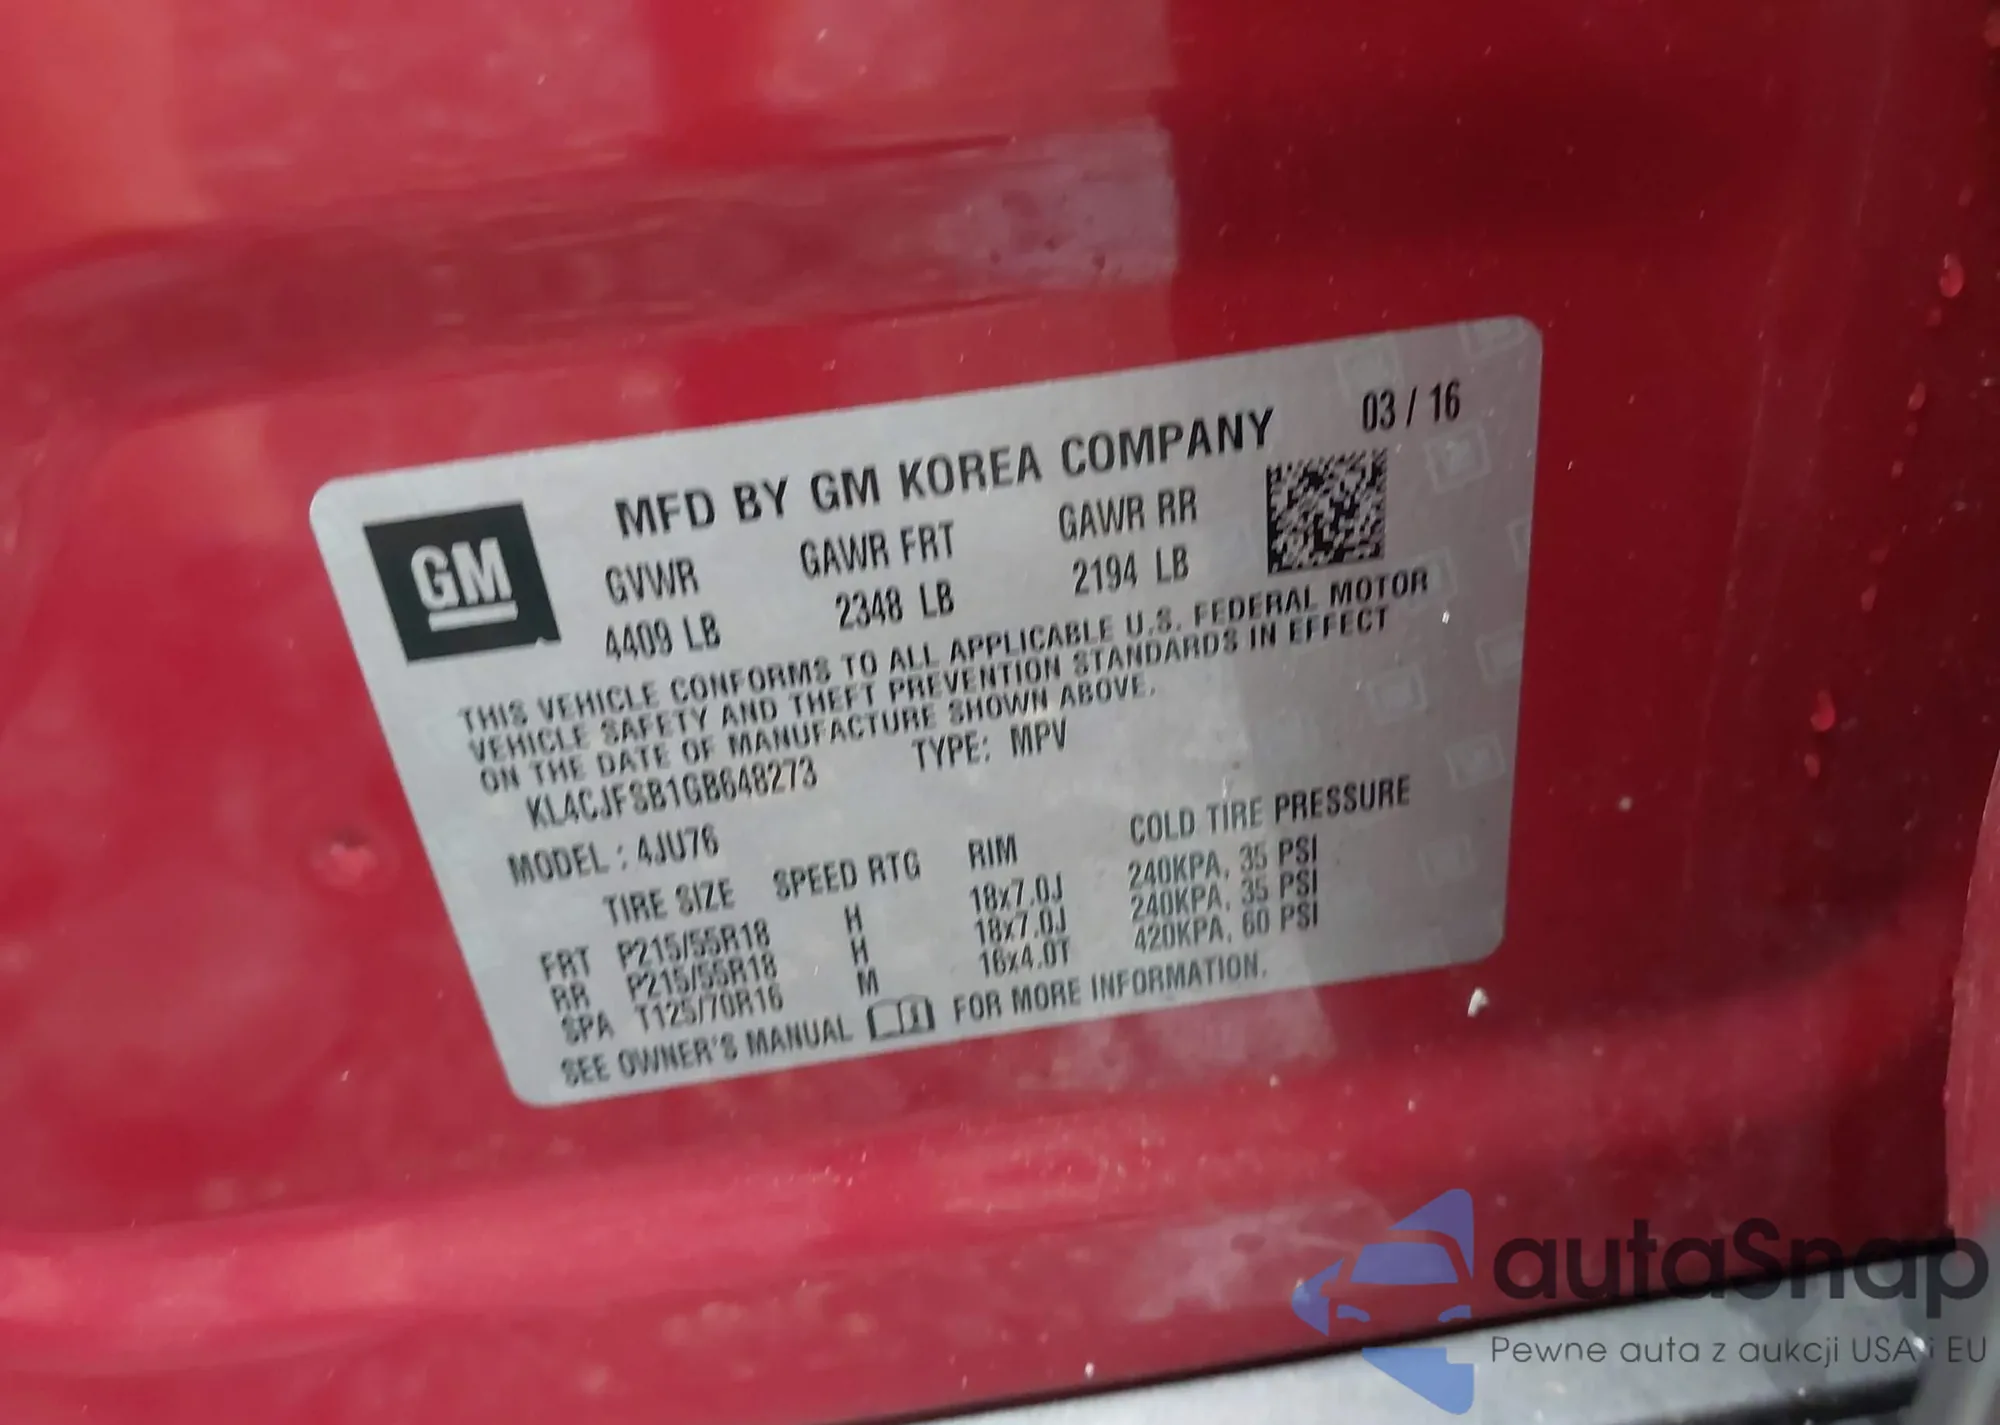 03 / 16
MFD BY GM KOREA COMPANY
GM
GVWR GAWR FRT GAWR RR
4409 LB 2348 LB 2194 LB
THIS VEHICLE CONFORMS TO ALL APPLICABLE U.S. FEDERAL MOTOR
VEHICLE SAFETY AND THEFT PREVENTION STANDARDS IN EFFECT
ON THE DATE OF MANUFACTURE SHOWN ABOVE.
KL4CJFSB1GB648273 TYPE: MPV
MODEL : 4JU76
TIRE SIZE SPEED RTG RIM COLD TIRE PRESSURE
FRT P215/55R18 H 18x7.0J 240KPA, 35 PSI
RR P215/55R18 H 18x7.0J 240KPA, 35 PSI
SPA T125/70R16 M 16x4.0T 420KPA, 60 PSI
SEE OWNER'S MANUAL FOR MORE INFORMATION.
autaSnap
Pewne auta z aukcji USA i EU